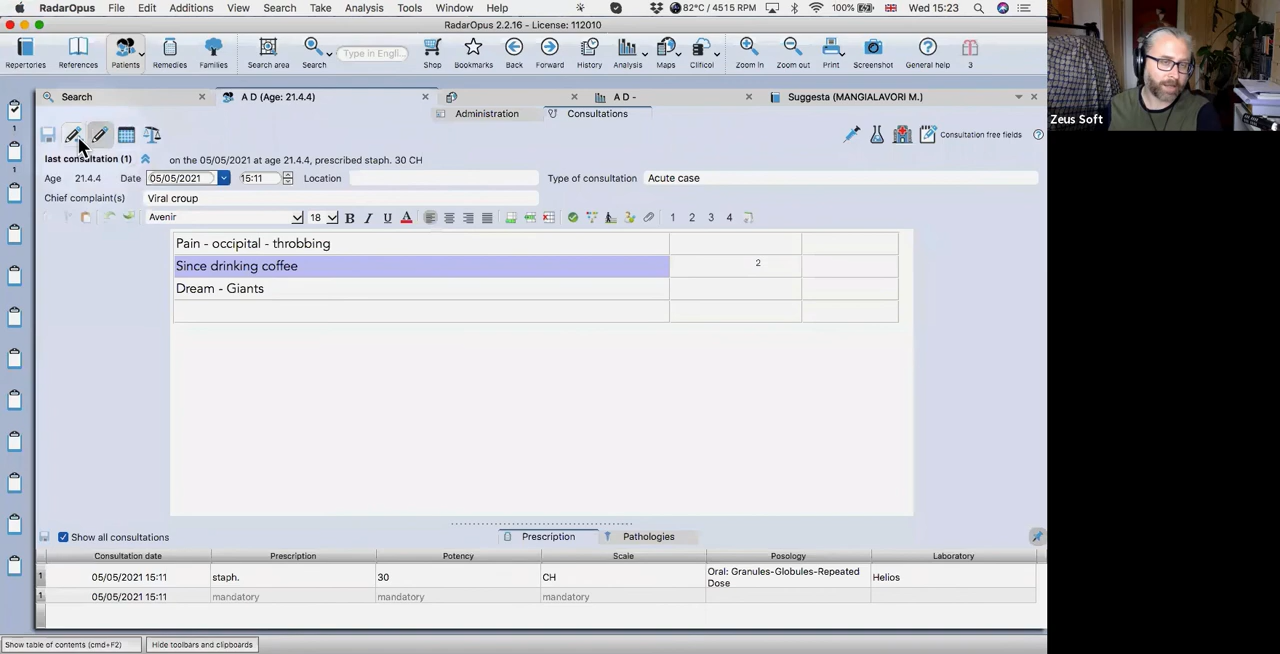 RadarOpus File Edit Additions View Search Take Analysis Tools Window Help 82°C / 4515 RPM 100% Wed 15:23
RadarOpus 2.2.16 - License: 112010
Type in Engl...
Repertories References Patients Remedies Families Search area Search Shop Bookmarks Back Forward History Analysis Maps Clificol Zoom in Zoom out Print Screenshot General help 3
Search A D (Age: 21.4.4) A D - Suggesta (MANGIALAVORI M.)
Administration Consultations
1
Consultation free fields
last consultation (1) on the 05/05/2021 at age 21.4.4, prescribed staph. 30 CH
1
Age 21.4.4 Date 05/05/2021 15:11 Location Type of consultation Acute case
Chief complaint(s) Viral croup
Avenir 18 B I U A 1 2 3 4
Pain - occipital - throbbing
Since drinking coffee 2
Dream - Giants
Show all consultations Prescription Pathologies
Consultation date Prescription Potency Scale Posology Laboratory
1 05/05/2021 15:11 staph. 30 CH Oral: Granules-Globules-Repeated Dose Helios
1 05/05/2021 15:11 mandatory mandatory mandatory
Show table of contents (cmd+F2) Hide toolbars and clipboards
Zeus Soft